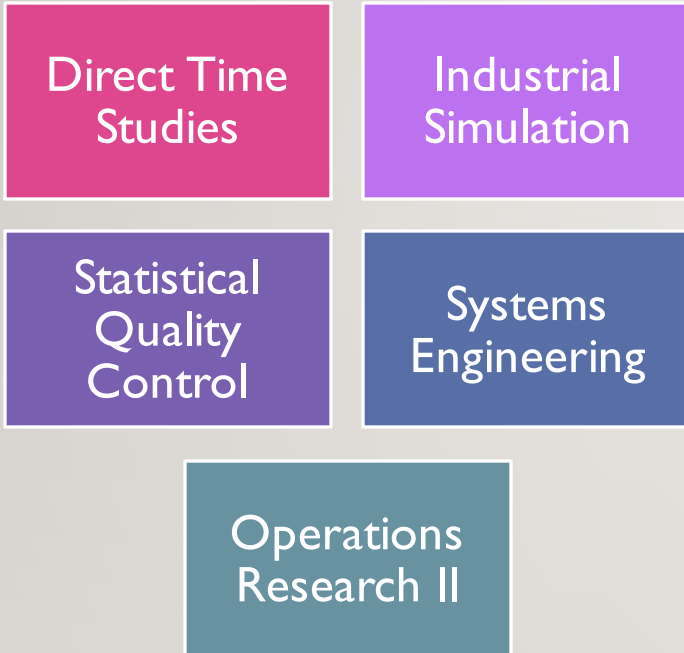 Direct Time
Studies
Industrial
Simulation
Statistical
Quality
Control
Systems
Engineering
Operations
Research II